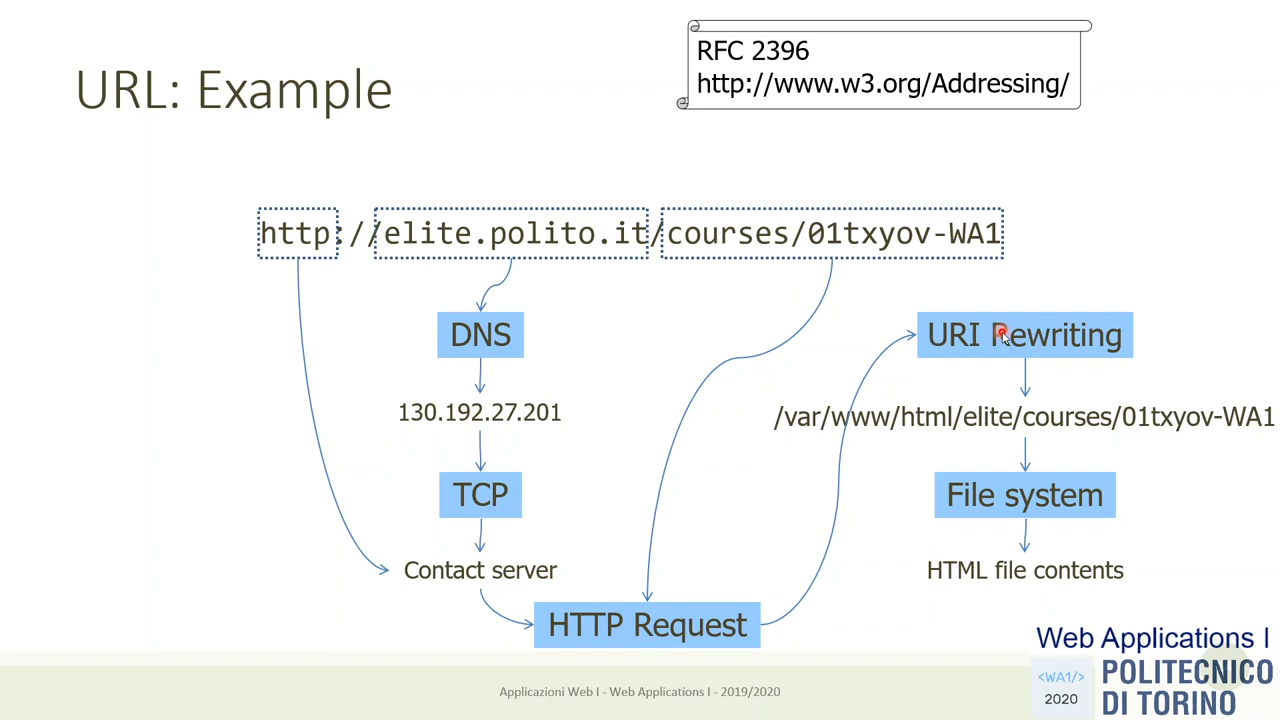 RFC 2396
http://www.w3.org/Addressing/
URL: Example
http://elite.polito.it/courses/01txyov-WA1
DNS
URI Rewriting
130.192.27.201
/var/www/html/elite/courses/01txyov-WA1
TCP
File system
Contact server
HTML file contents
HTTP Request
Web Applications I
<WA1/>
2020
POLITECNICO
DI TORINO
Applicazioni Web I - Web Applications I - 2019/2020